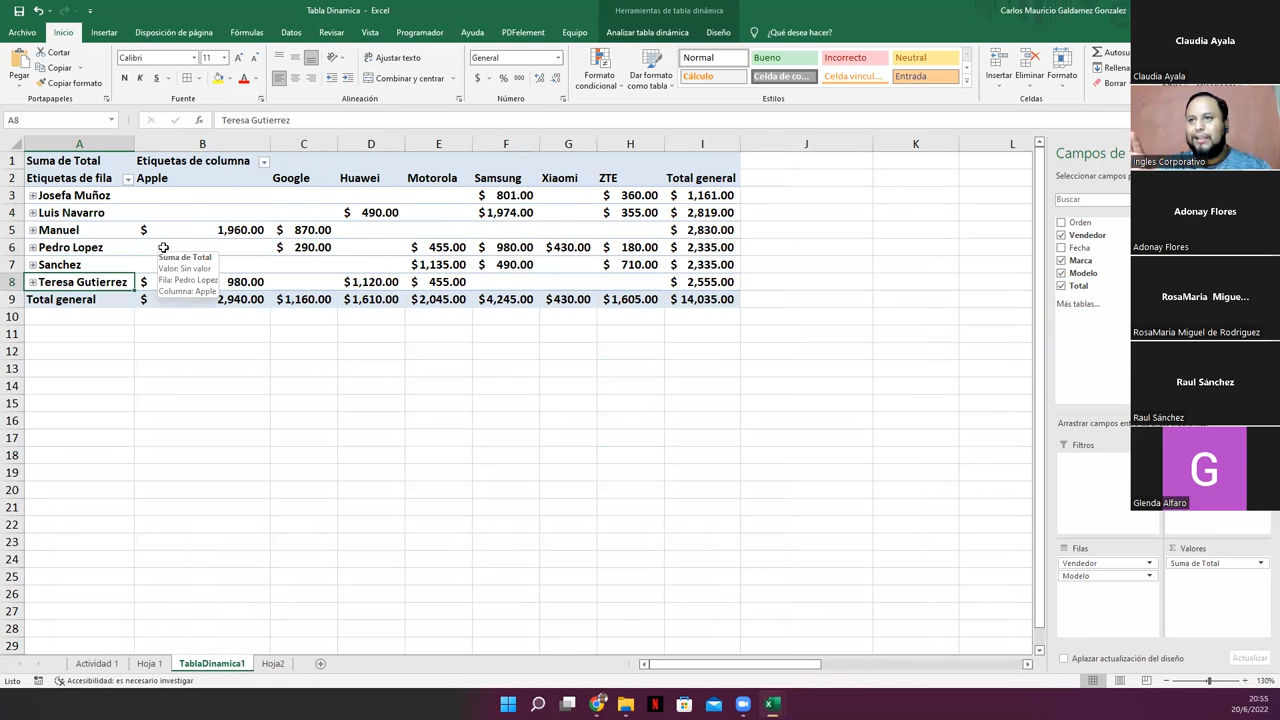 Tabla Dinamica - Excel
Herramientas de tabla dinámica
Carlos Mauricio Galdamez Gonzalez
Archivo Inicio Insertar Disposición de página Fórmulas Datos Revisar Vista Programador Ayuda PDFelement Equipo Analizar tabla dinámica Diseño ¿Qué desea hacer?
Pegar
Cortar
Copiar
Copiar formato
Portapapeles
Calibri 11
N K S
Fuente
Ajustar texto
Combinar y centrar
Alineación
General
$ % 000
Número
Formato condicional
Dar formato como tabla
Normal Bueno Incorrecto Neutral
Cálculo Celda de co... Celda vincul... Entrada
Estilos
Insertar Eliminar Formato
Celdas
Autosu
Rellena
Borrar
A8
Teresa Gutierrez
A B C D E F G H I J K L
1 Suma de Total Etiquetas de columna
2 Etiquetas de fila Apple Google Huawei Motorola Samsung Xiaomi ZTE Total general
3 Josefa Muñoz $ 801.00 $ 360.00 $ 1,161.00
4 Luis Navarro $ 490.00 $1,974.00 $ 355.00 $ 2,819.00
5 Manuel $ 1,960.00 $ 870.00 $ 2,830.00
6 Pedro Lopez $ 290.00 $ 455.00 $ 980.00 $430.00 $ 180.00 $ 2,335.00
7 Sanchez $1,135.00 $ 490.00 $ 710.00 $ 2,335.00
8 Teresa Gutierrez $ 980.00 $1,120.00 $ 455.00 $ 2,555.00
9 Total general $ 2,940.00 $1,160.00 $1,610.00 $2,045.00 $4,245.00 $430.00 $1,605.00 $14,035.00
Suma de Total
Valor: Sin valor
Fila: Pedro Lopez
Columna: Apple
10
11
12
13
14
15
16
17
18
19
20
21
22
23
24
25
26
27
28
29
Campos de
Seleccionar campos p
Buscar
Orden
Vendedor
Fecha
Marca
Modelo
Total
Más tablas...
Arrastrar campos ent
Filtros
Filas
Vendedor
Modelo
Valores
Suma de Total
Aplazar actualización del diseño
Actualizar
Claudia Ayala
Claudia Ayala
Ingles Corporativo
Adonay Flores
Adonay Flores
RosaMaria Migue...
RosaMaria Miguel de Rodriguez
Raul Sánchez
Raul Sánchez
G
Glenda Alfaro
Actividad 1 Hoja 1 TablaDinamica1 Hoja2
Listo
Accesibilidad: es necesario investigar
130%
20:55
20/6/2022